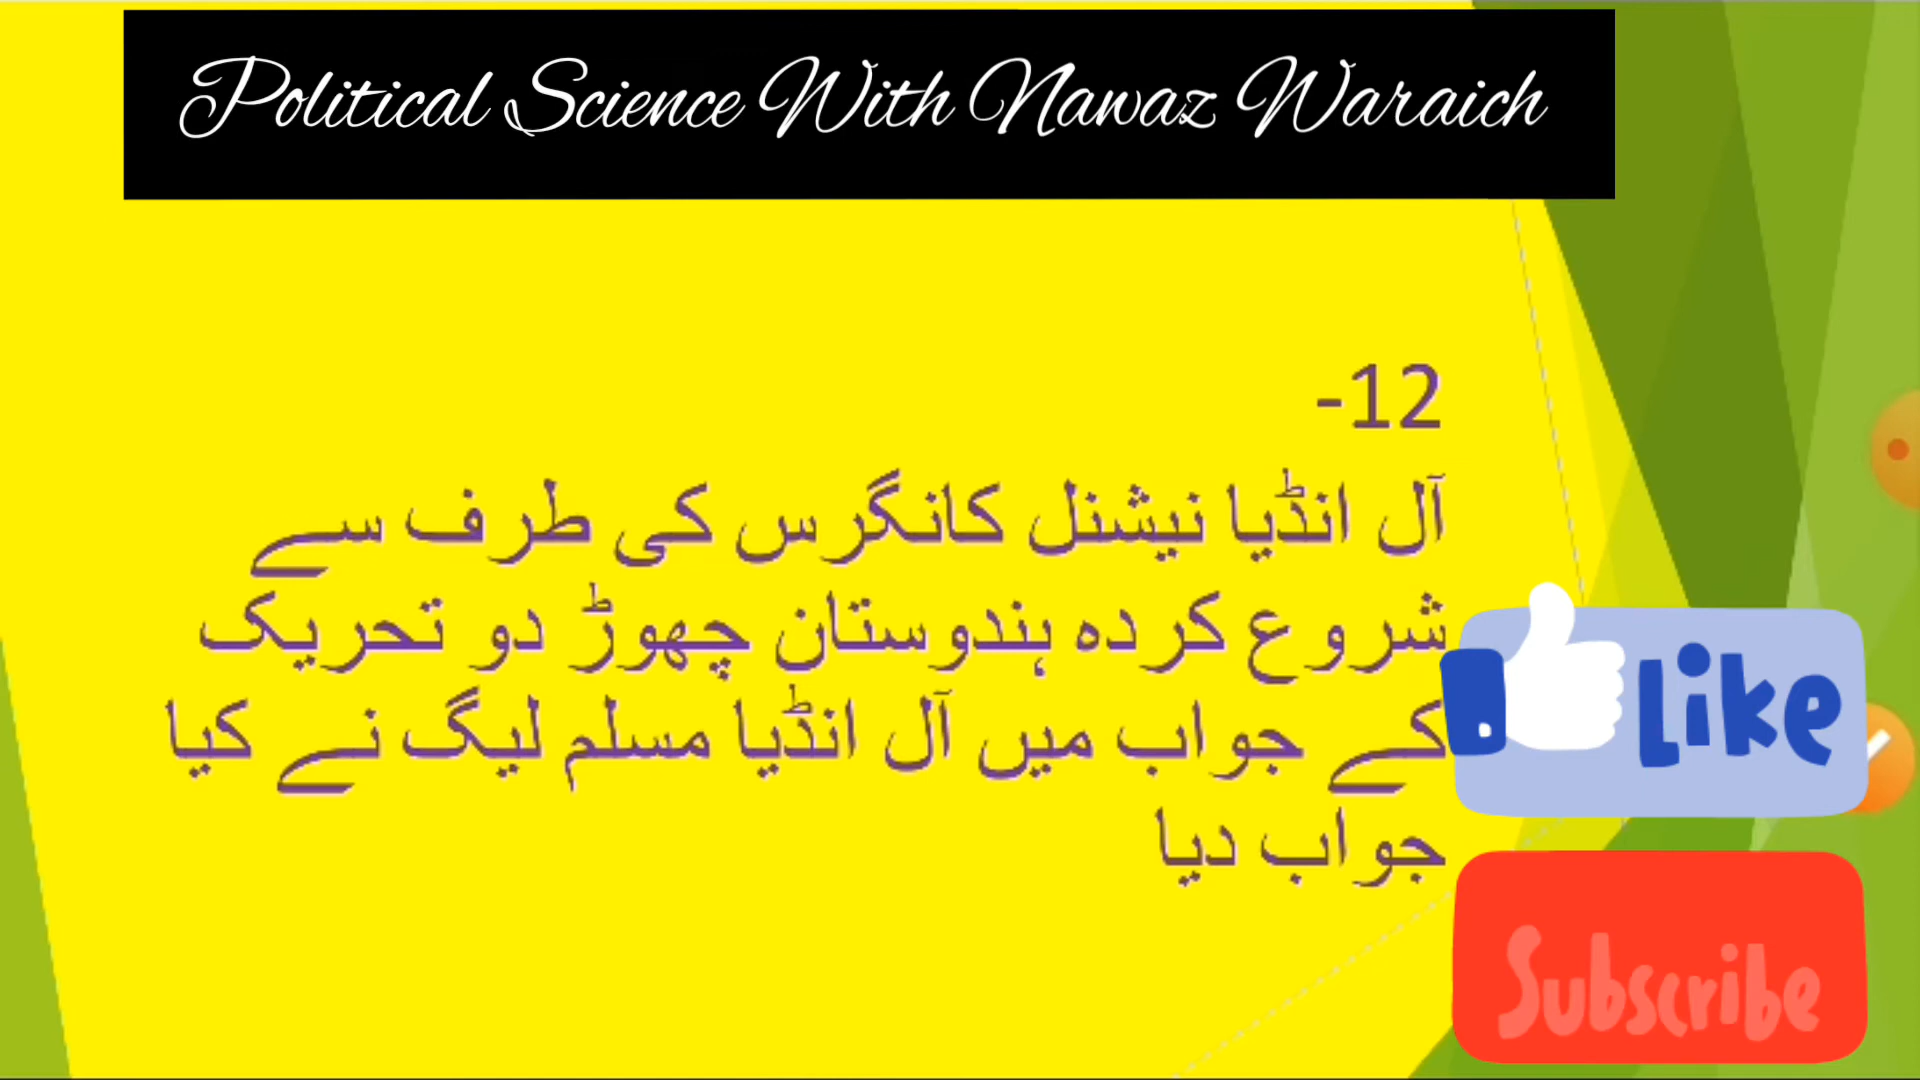 Political Science With Nawaz Waraich
12-
آل انڈیا نیشنل کانگرس کی طرف سے
شروع کردہ ہندوستان چھوڑ دو تحریک
کے جواب میں آل انڈیا مسلم لیگ نے کیا
جواب دیا
Like
Subscribe